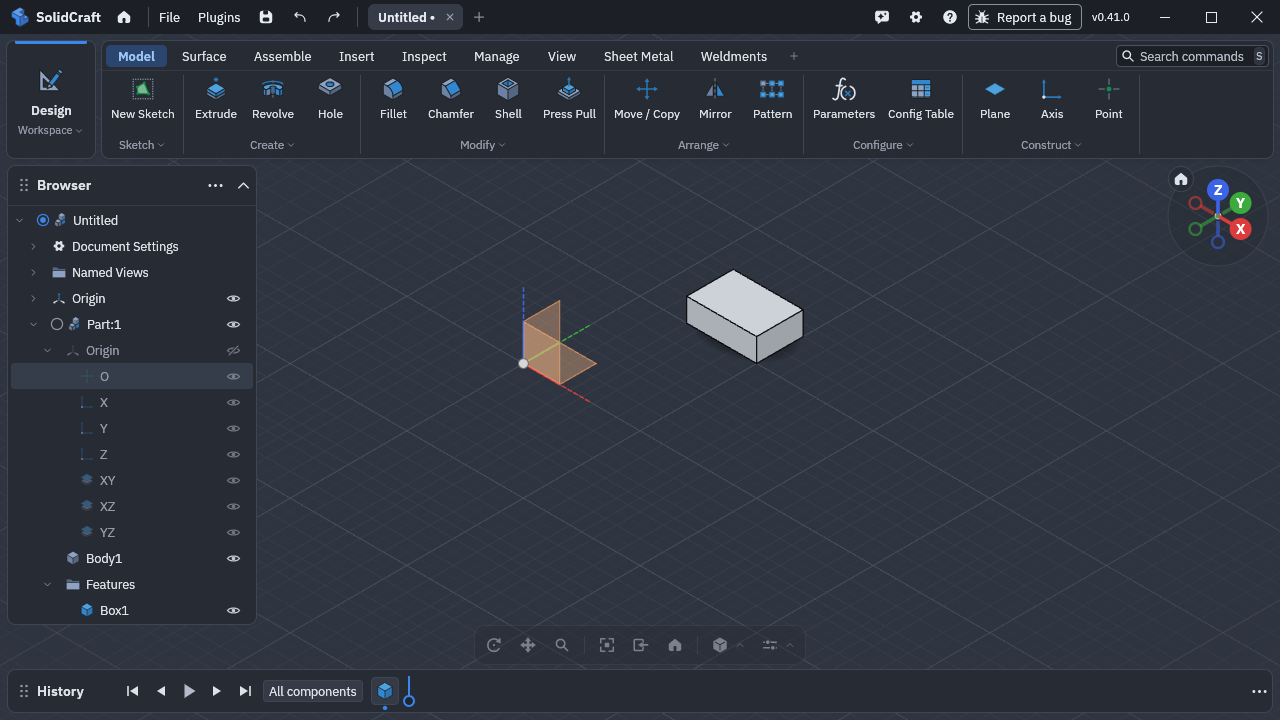 SolidCraft
File
Plugins
Untitled •
Report a bug
v0.41.0
Design
Workspace
Model
Surface
Assemble
Insert
Inspect
Manage
View
Sheet Metal
Weldments
Search commands
S
New Sketch
Extrude
Revolve
Hole
Fillet
Chamfer
Shell
Press Pull
Move / Copy
Mirror
Pattern
Parameters
Config Table
Plane
Axis
Point
Sketch
Create
Modify
Arrange
Configure
Construct
Browser
Untitled
Document Settings
Named Views
Origin
Part:1
Origin
O
X
Y
Z
XY
XZ
YZ
Body1
Features
Box1
Z
Y
X
History
All components